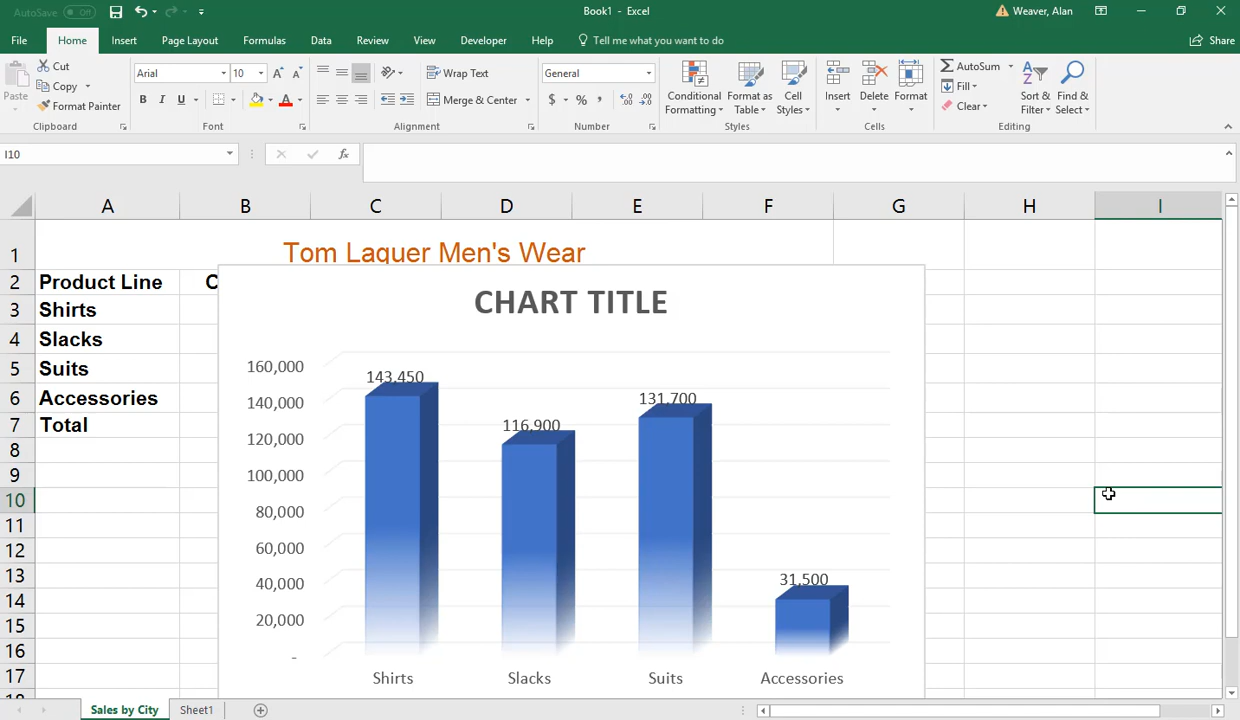 AutoSave Off
Book1 - Excel
Weaver, Alan
File Home Insert Page Layout Formulas Data Review View Developer Help Tell me what you want to do Share
Paste
Cut
Copy
Format Painter
Clipboard
Arial 10
B I U
Font
Wrap Text
Merge & Center
Alignment
General
$ % ,
Number
Conditional Formatting
Format as Table
Cell Styles
Styles
Insert
Delete
Format
Cells
AutoSum
Fill
Clear
Sort & Filter
Find & Select
Editing
I10
fx
A B C D E F G H I
1 Tom Laquer Men's Wear
2 Product Line C
3 Shirts
4 Slacks
5 Suits
6 Accessories
7 Total
8
9
10
11
12
13
14
15
16
17
CHART TITLE
160,000
140,000
120,000
100,000
80,000
60,000
40,000
20,000
-
143,450
116,900
131,700
31,500
Shirts Slacks Suits Accessories
Sales by City Sheet1